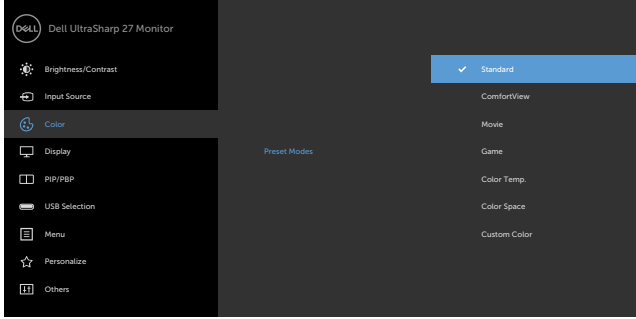 DELL Dell UltraSharp 27 Monitor
Brightness/Contrast
Input Source
Color
Display
PIP/PBP
USB Selection
Menu
Personalize
Others
Preset Modes
Standard
ComfortView
Movie
Game
Color Temp.
Color Space
Custom Color